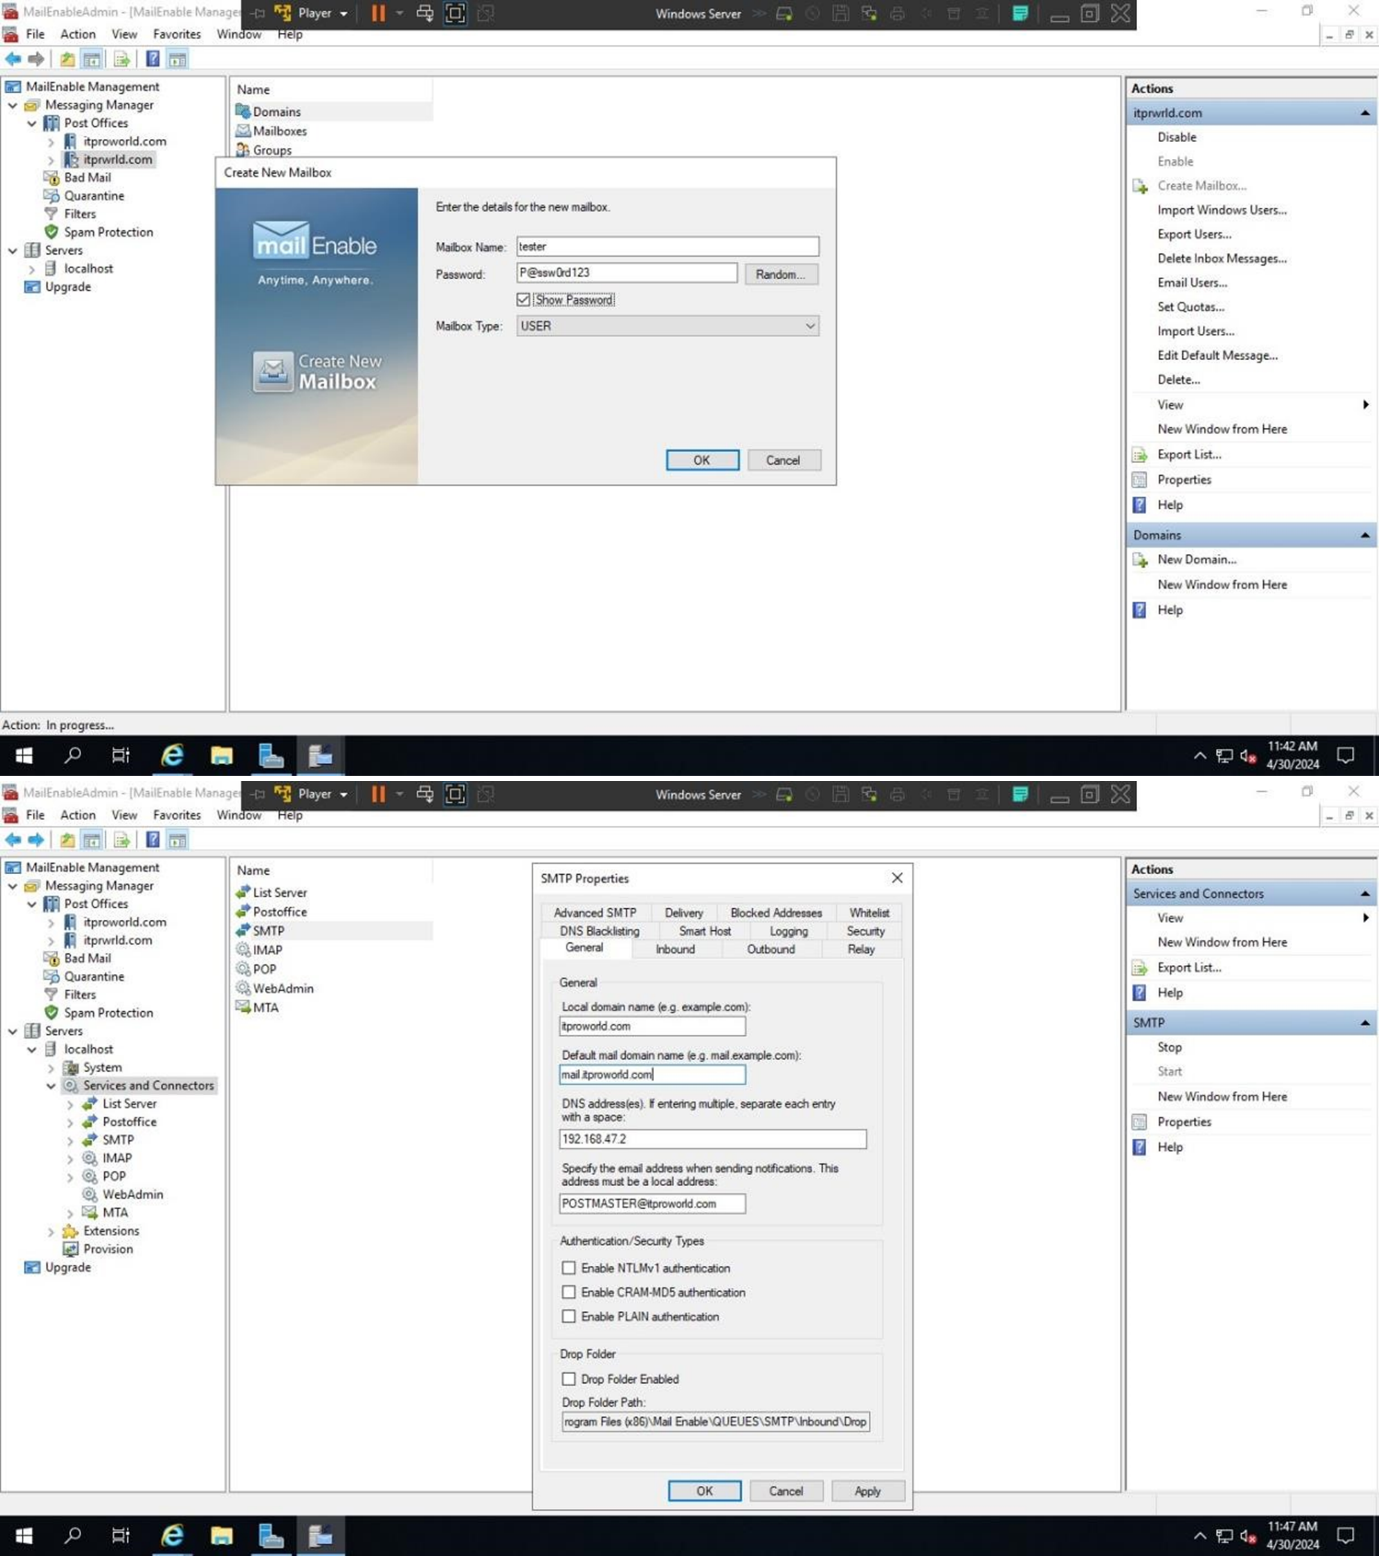 MailEnableAdmin - [MailEnable Manage
Player
Windows Server
File Action View Favorites Window Help
MailEnable Management
Messaging Manager
Post Offices
itproworld.com
itprwrld.com
Bad Mail
Quarantine
Filters
Spam Protection
Servers
localhost
Upgrade
Name
Domains
Mailboxes
Groups
Create New Mailbox
mail Enable
Anytime, Anywhere.
Create New
Mailbox
Enter the details for the new mailbox.
Mailbox Name: tester
Password: P@ssw0rd123 Random...
Show Password
Mailbox Type: USER
OK Cancel
Actions
itprwrld.com
Disable
Enable
Create Mailbox...
Import Windows Users...
Export Users...
Delete Inbox Messages...
Email Users...
Set Quotas...
Import Users...
Edit Default Message...
Delete...
View
New Window from Here
Export List...
Properties
Help
Domains
New Domain...
New Window from Here
Help
Action: In progress...
11:42 AM
4/30/2024
MailEnableAdmin - [MailEnable Manage
Player
Windows Server
File Action View Favorites Window Help
MailEnable Management
Messaging Manager
Post Offices
itproworld.com
itprwrld.com
Bad Mail
Quarantine
Filters
Spam Protection
Servers
localhost
System
Services and Connectors
List Server
Postoffice
SMTP
IMAP
POP
WebAdmin
MTA
Extensions
Provision
Upgrade
Name
List Server
Postoffice
SMTP
IMAP
POP
WebAdmin
MTA
SMTP Properties
Advanced SMTP Delivery Blocked Addresses Whitelist
DNS Blacklisting Smart Host Logging Security
General Inbound Outbound Relay
General
Local domain name (e.g. example.com):
itproworld.com
Default mail domain name (e.g. mail.example.com):
mail.itproworld.com
DNS address(es). If entering multiple, separate each entry
with a space:
192.168.47.2
Specify the email address when sending notifications. This
address must be a local address:
POSTMASTER@itproworld.com
Authentication/Security Types
Enable NTLMv1 authentication
Enable CRAM-MD5 authentication
Enable PLAIN authentication
Drop Folder
Drop Folder Enabled
Drop Folder Path:
rogram Files (x86)\Mail Enable\QUEUES\SMTP\Inbound\Drop
OK Cancel Apply
Actions
Services and Connectors
View
New Window from Here
Export List...
Help
SMTP
Stop
Start
New Window from Here
Properties
Help
11:47 AM
4/30/2024